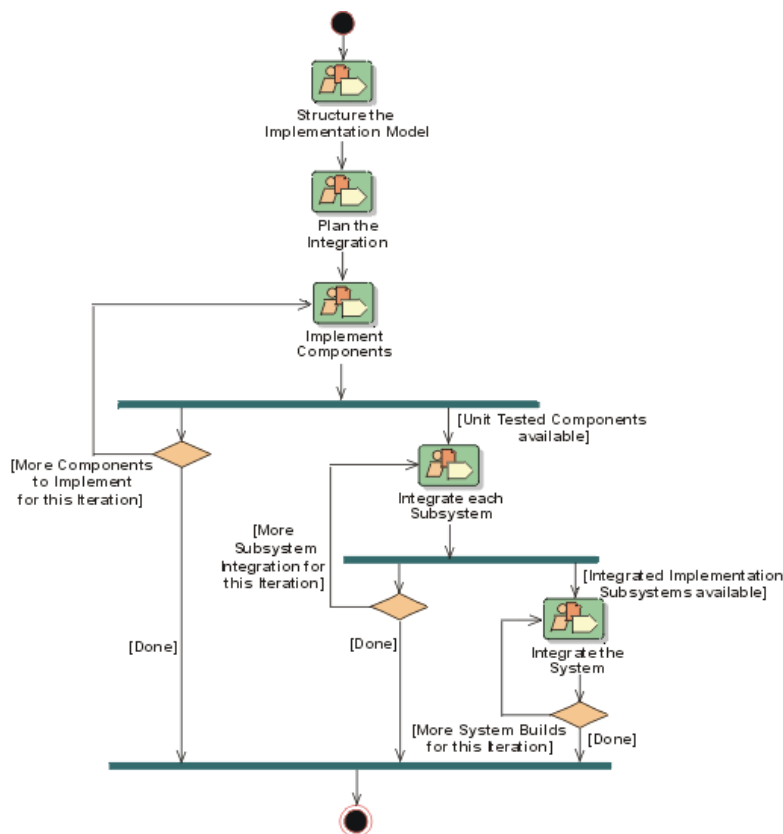 Structure the
Implementation Model
Plan the
Integration
Implement
Components
[Unit Tested Components
available]
[More Components
to Implement
for this Iteration]
Integrate each
Subsystem
[More
Subsystem
Integration for
this Iteration]
[Integrated Implementation
Subsystems available]
[Done]
[Done]
Integrate the
System
[More System Builds
for this Iteration]
[Done]